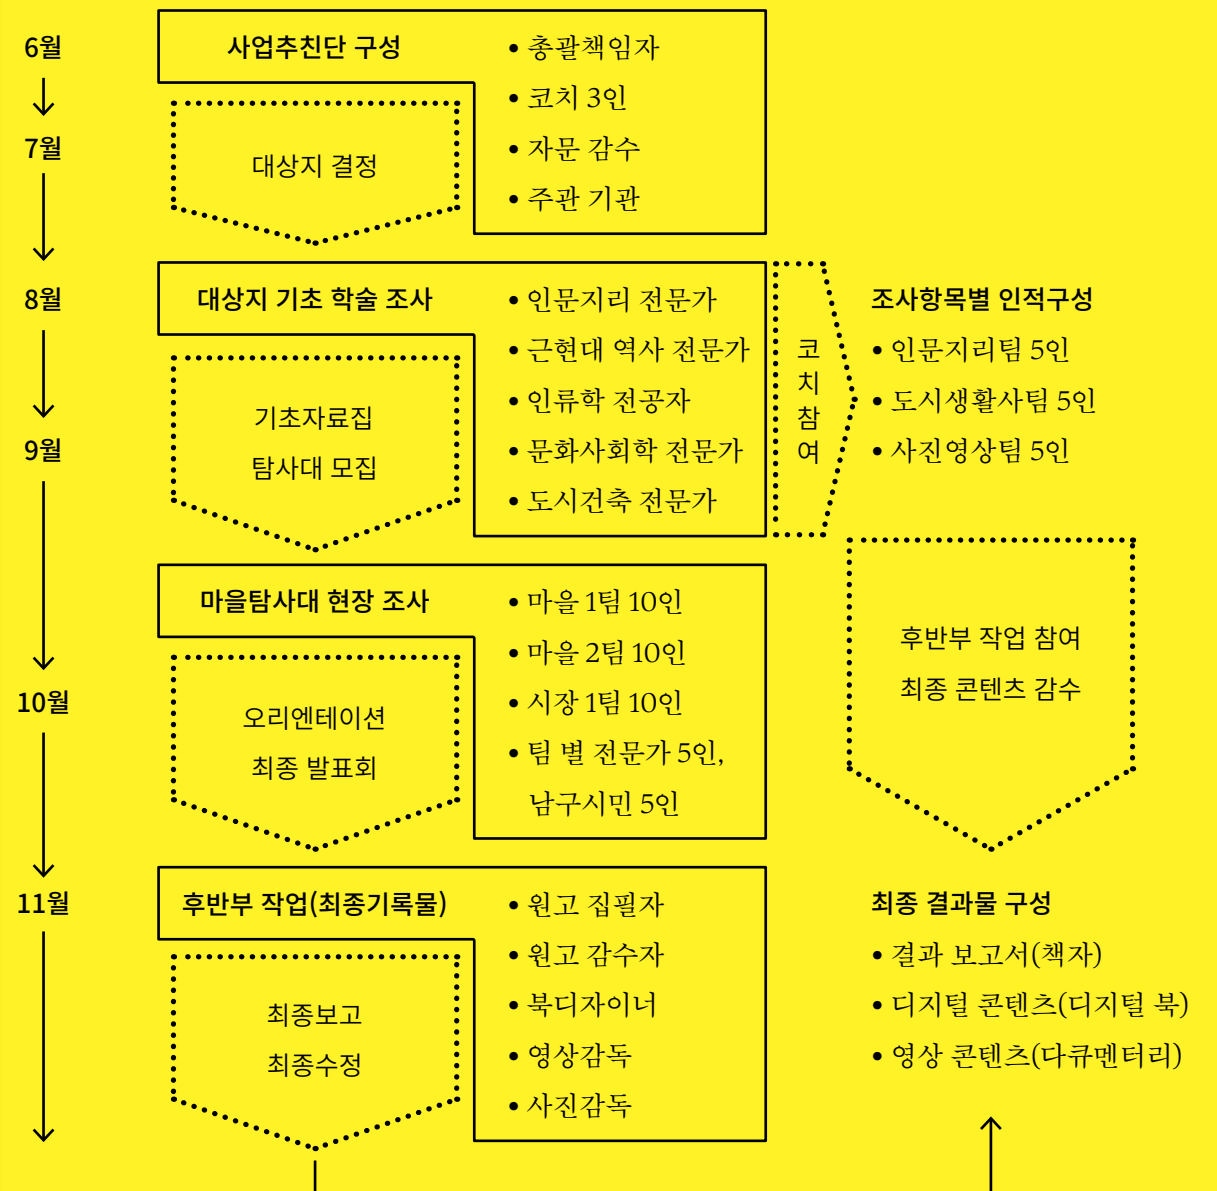 6월
사업추친단 구성
• 총괄책임자
• 코치 3인
7월
대상지 결정
• 자문 감수
• 주관 기관
8월
대상지 기초 학술 조사
• 인문지리 전문가
• 근현대 역사 전문가
• 인류학 전공자
• 문화사회학 전문가
• 도시건축 전문가
기초자료집
탐사대 모집
9월
코치참여
조사항목별 인적구성
• 인문지리팀 5인
• 도시생활사팀 5인
• 사진영상팀 5인
마을탐사대 현장 조사
• 마을 1팀 10인
• 마을 2팀 10인
• 시장 1팀 10인
• 팀 별 전문가 5인,
남구시민 5인
10월
오리엔테이션
최종 발표회
후반부 작업 참여
최종 콘텐츠 감수
11월
후반부 작업(최종기록물)
• 원고 집필자
• 원고 감수자
• 북디자이너
• 영상감독
• 사진감독
최종보고
최종수정
최종 결과물 구성
• 결과 보고서(책자)
• 디지털 콘텐츠(디지털 북)
• 영상 콘텐츠(다큐멘터리)